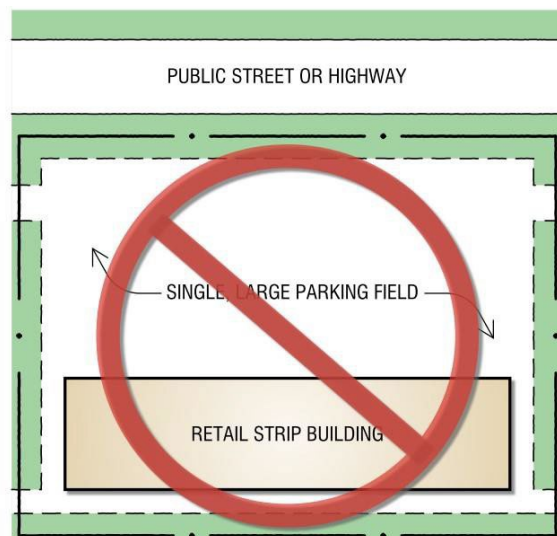 PUBLIC STREET OR HIGHWAY
SINGLE, LARGE PARKING FIELD
RETAIL STRIP BUILDING